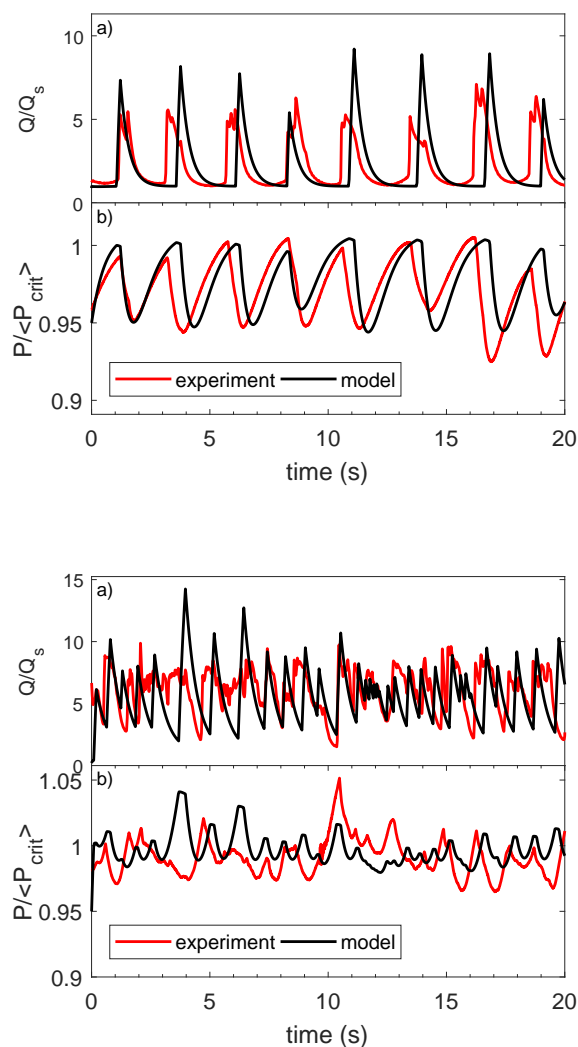 a)
10
5
0
Q/Q_s
b)
1
0.95
0.9
P/<P_crit>
experiment model
0 5 10 15 20
time (s)
a)
15
10
5
0
Q/Q_s
b)
1.05
1
0.95
0.9
P/<P_crit>
experiment model
0 5 10 15 20
time (s)